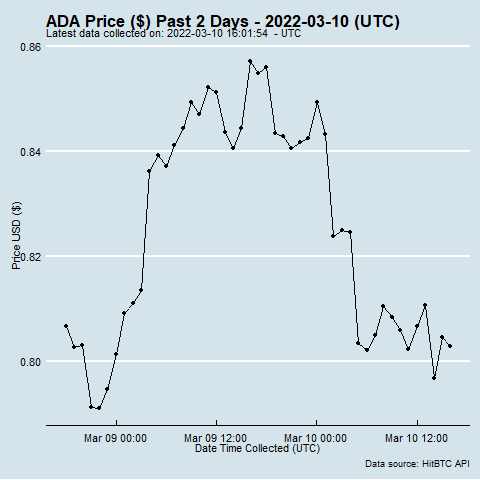 ADA Price ($) Past 2 Days - 2022-03-10 (UTC)
Latest data collected on: 2022-03-10 16:01:54 - UTC
0.86
0.84
0.82
0.80
Price USD ($)
Mar 09 00:00 Mar 09 12:00 Mar 10 00:00 Mar 10 12:00
Date Time Collected (UTC)
Data source: HitBTC API